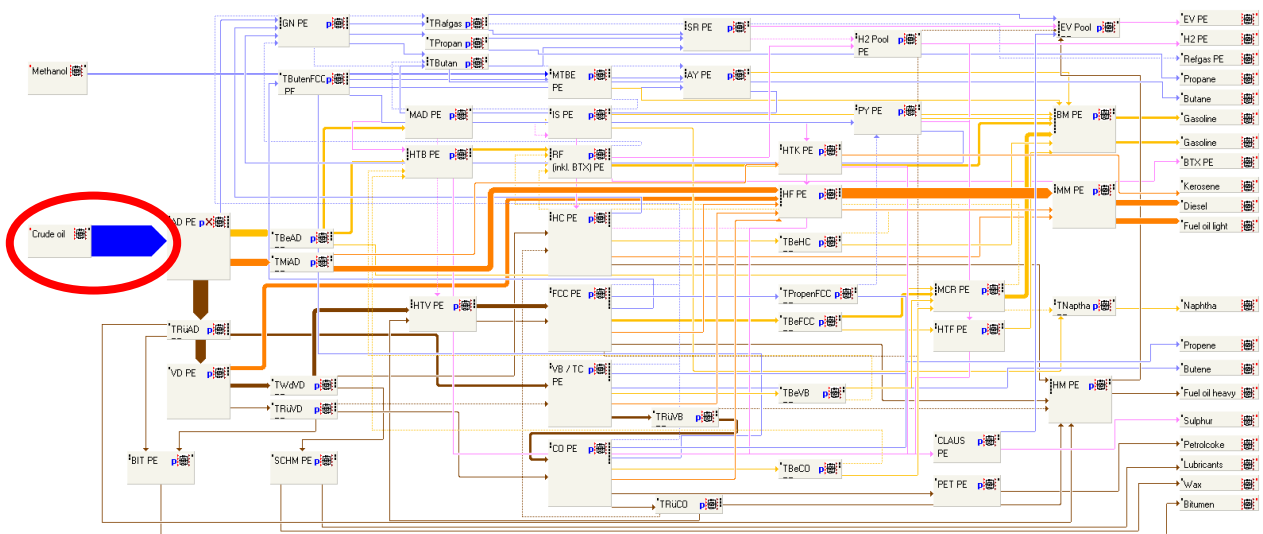 GN PE
TRafgas
TPropan
TButan
SR PE
H2 Pool
PE
EV Pool
EV PE
H2 PE
Refgas PE
Methanol
TButenFCC
PE
MTBE
PE
AY PE
Propane
Butane
MAD PE
IS PE
PY PE
BM PE
Gasoline
Gasoline
HTB PE
RF
(inkl. BTX) PE
HTK PE
BTX PE
HF PE
MM PE
Kerosene
Diesel
Fuel oil light
Crude oil
AD PE
HC PE
TBeAD
TMiAD
TBeHC
HTV PE
FCC PE
TPropenFCC
TBeFCC
MCR PE
HTF PE
TNaptha
Naphtha
TRüAD
VD PE
TWdVD
TRüVD
VB / TC
PE
TBeVB
TRüVB
HM PE
Propene
Butene
Fuel oil heavy
BIT PE
SCHM PE
CO PE
TBeCO
TRüCO
CLAUS
PE
PET PE
Sulphur
Petrolcoke
Lubricants
Wax
Bitumen